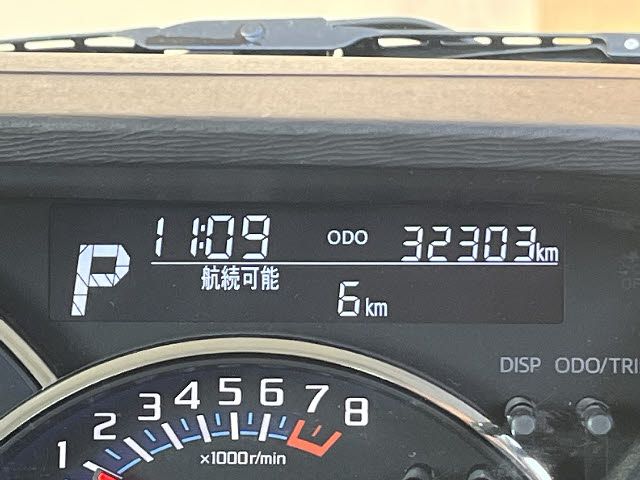 11:09 ODO 32303km
P
航続可能
6km
DISP ODO/TRI
1 2 3 4 5 6 7 8
×1000r/min